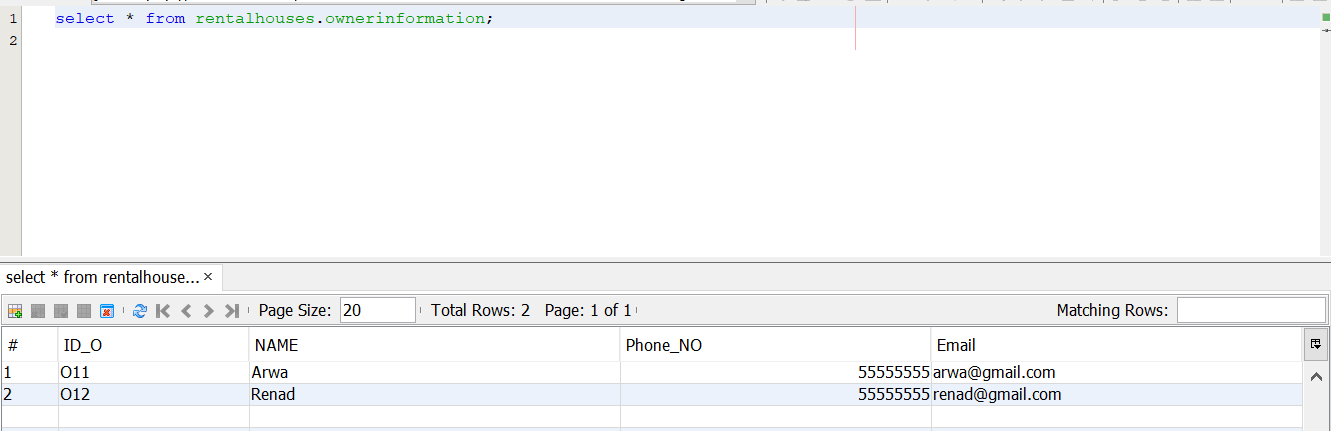 1 select * from rentalhouses.ownerinformation;
2
select * from rentalhouse... ×
Page Size: 20 Total Rows: 2 Page: 1 of 1 Matching Rows:
# ID_O NAME Phone_NO Email
1 O11 Arwa 55555555 arwa@gmail.com
2 O12 Renad 55555555 renad@gmail.com